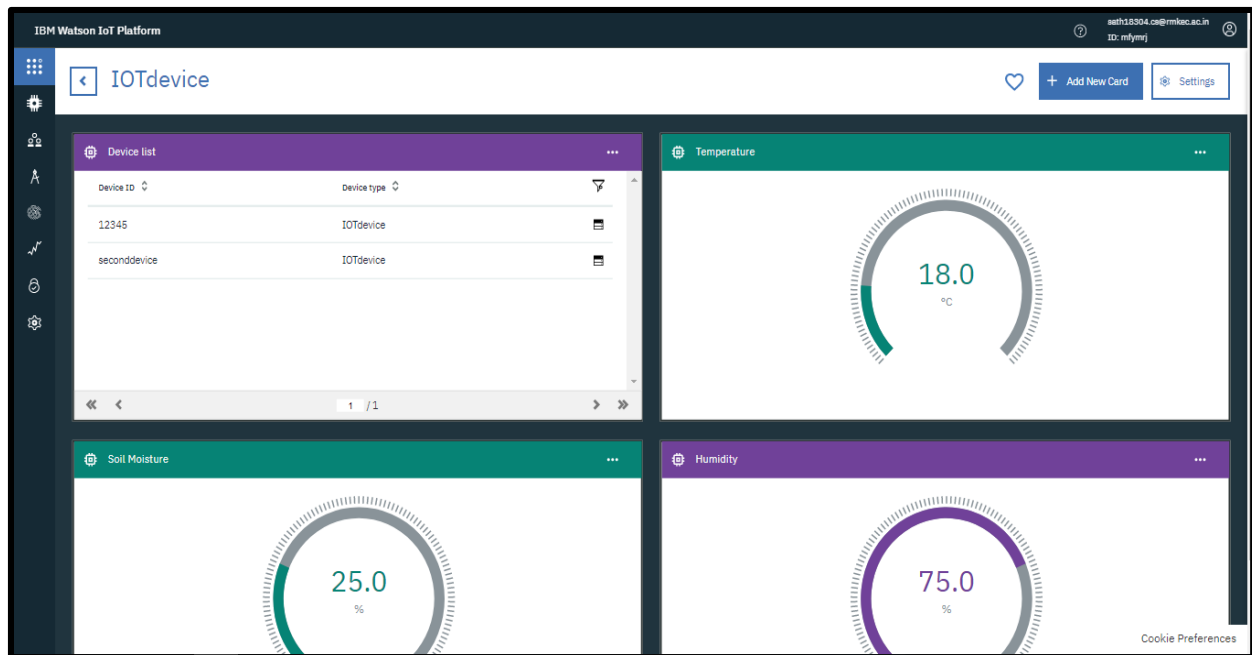 IBM Watson IoT Platform
sath18304.cs@rmkec.ac.in
ID: mfymrj
IOTdevice
+ Add New Card
Settings
Device list
Device ID
Device type
12345
IOTdevice
seconddevice
IOTdevice
1 / 1
Temperature
18.0
°C
Soil Moisture
25.0
%
Humidity
75.0
%
Cookie Preferences